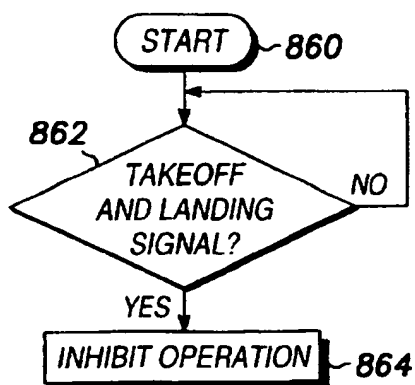 START
860
862
TAKEOFF
AND LANDING
SIGNAL?
NO
YES
INHIBIT OPERATION
864